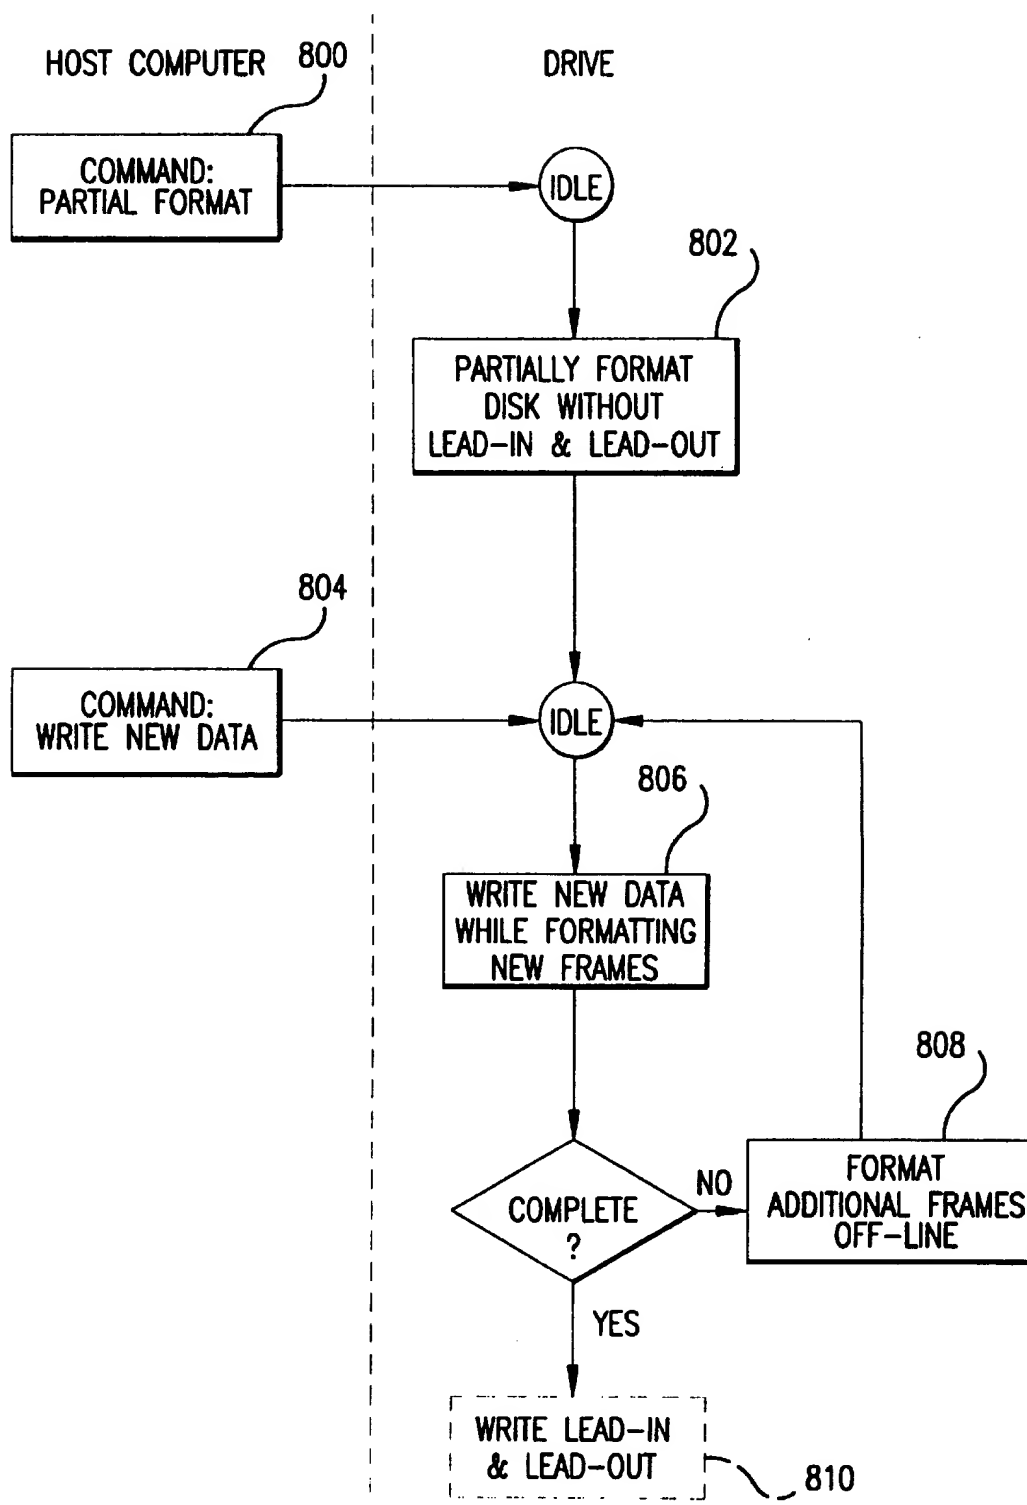 HOST COMPUTER
800
DRIVE
COMMAND:
PARTIAL FORMAT
IDLE
802
PARTIALLY FORMAT
DISK WITHOUT
LEAD-IN & LEAD-OUT
804
COMMAND:
WRITE NEW DATA
IDLE
806
WRITE NEW DATA
WHILE FORMATTING
NEW FRAMES
808
COMPLETE
?
NO
FORMAT
ADDITIONAL FRAMES
OFF-LINE
YES
WRITE LEAD-IN
& LEAD-OUT
810